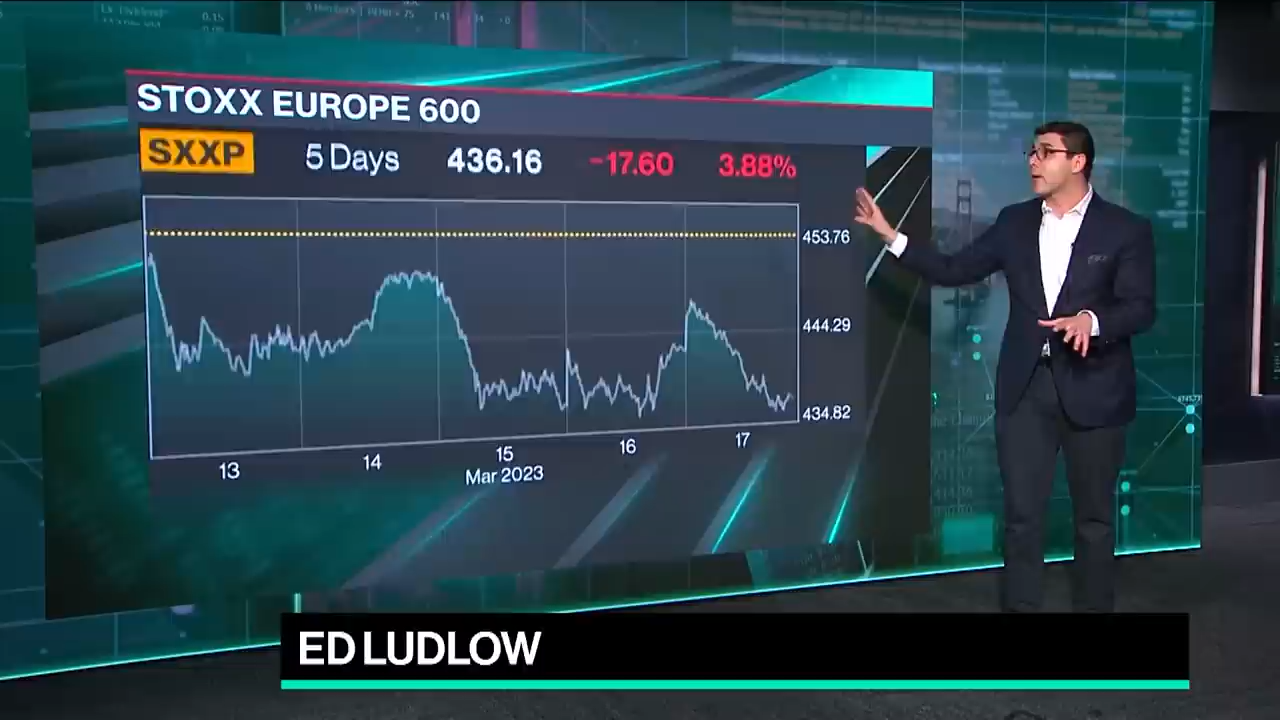 STOXX EUROPE 600
SXXP 5 Days 436.16 -17.60 3.88%
453.76
444.29
434.82
13 14 15 16 17
Mar 2023
ED LUDLOW